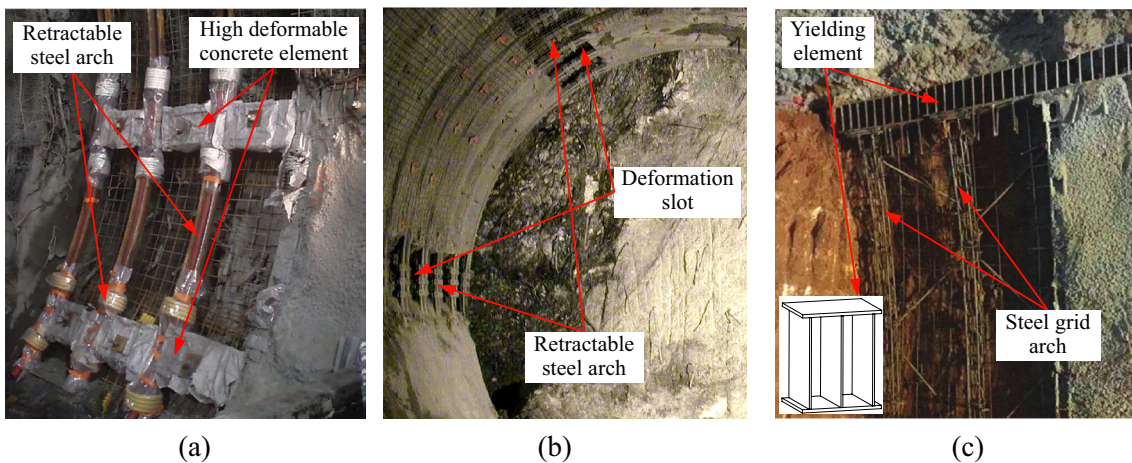 Retractable
steel arch
High deformable
concrete element
Deformation
slot
Retractable
steel arch
Yielding
element
Steel grid
arch
(a)
(b)
(c)